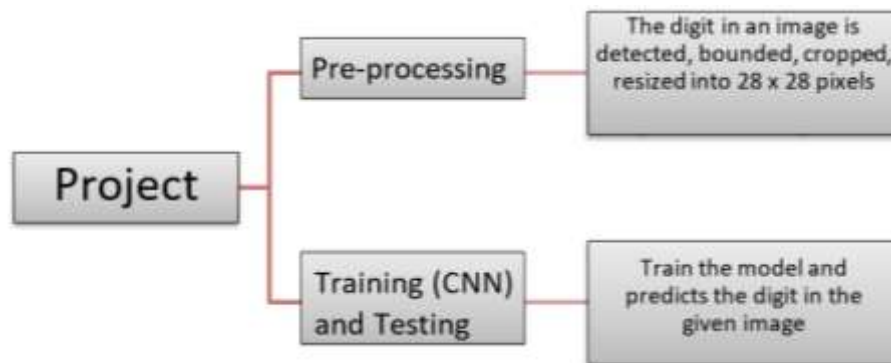 Project
Pre-processing
The digit in an image is
detected, bounded, cropped,
resized into 28 x 28 pixels
Training (CNN)
and Testing
Train the model and
predicts the digit in the
given image